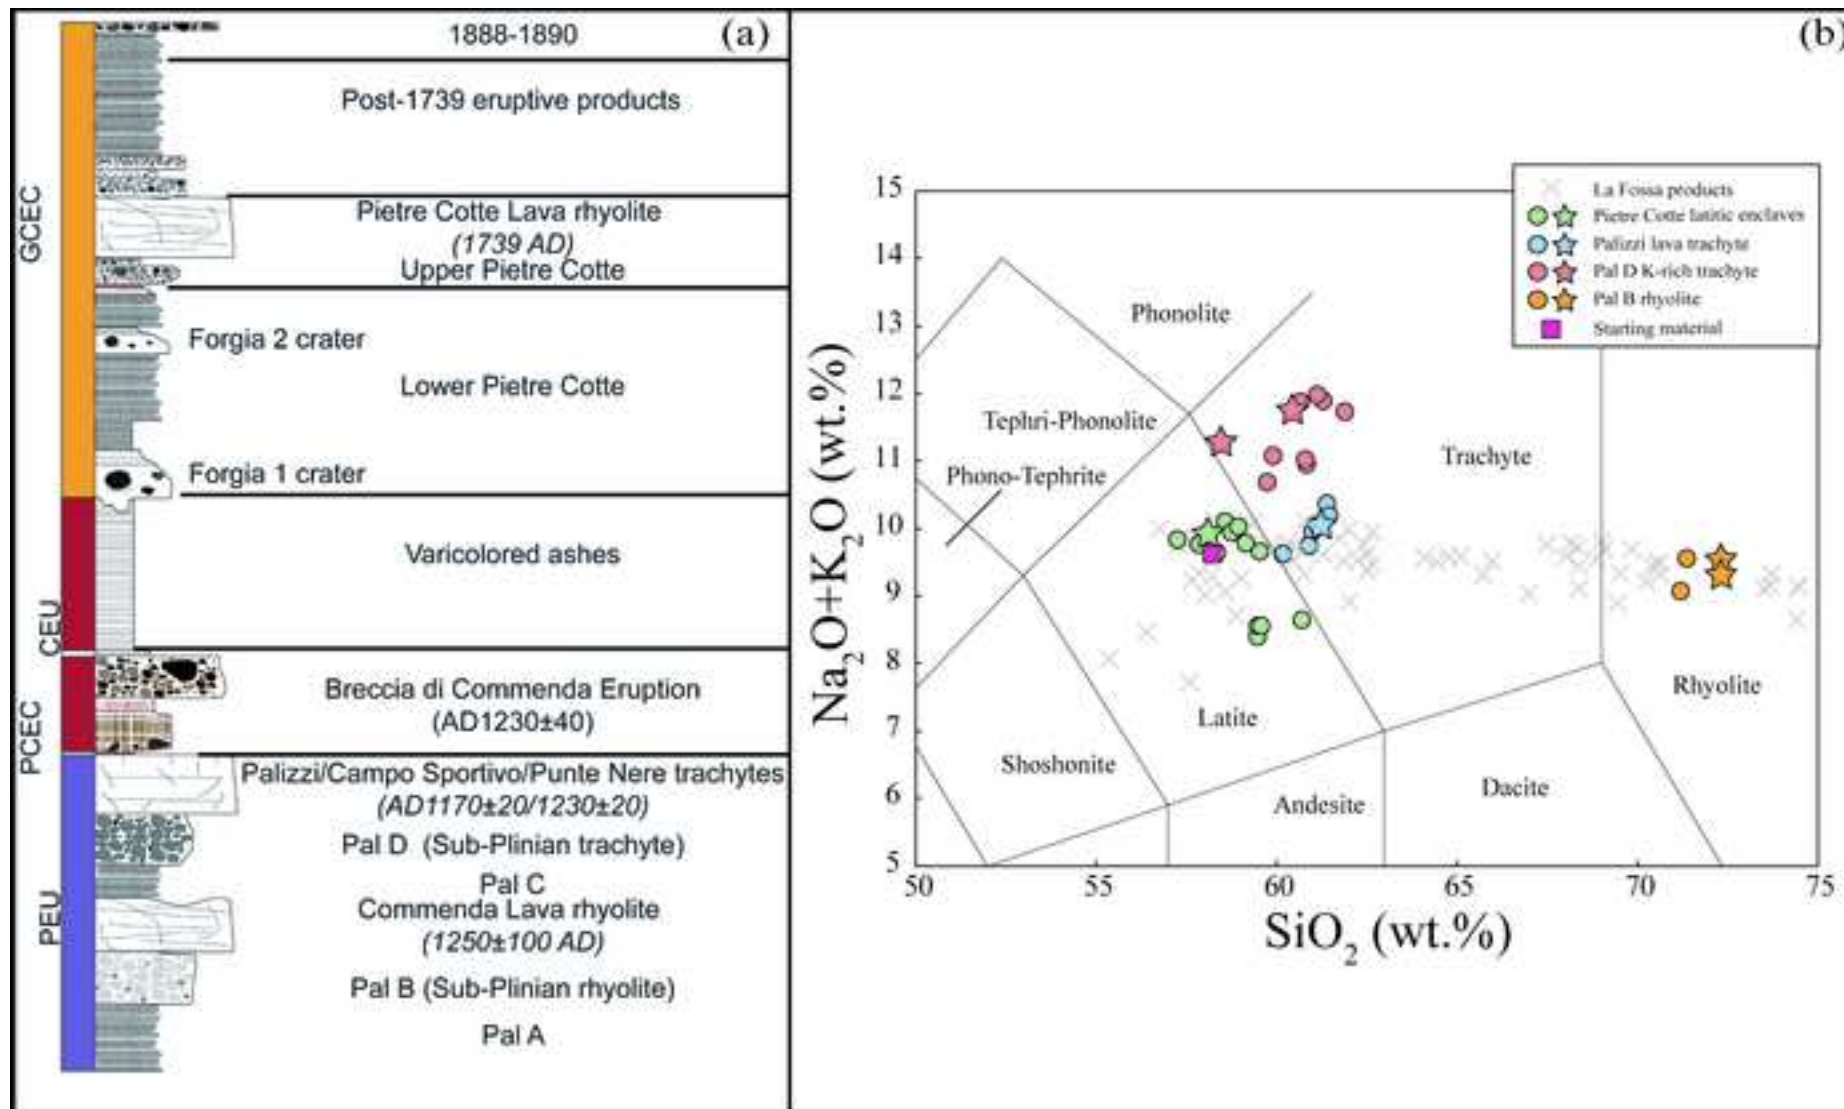 (a)
1888-1890
Post-1739 eruptive products
Pietre Cotte Lava rhyolite
(1739 AD)
Upper Pietre Cotte
Forgia 2 crater
Lower Pietre Cotte
Forgia 1 crater
Varicolored ashes
Breccia di Commenda Eruption
(AD1230±40)
Palizzi/Campo Sportivo/Punte Nere trachytes
(AD1170±20/1230±20)
Pal D (Sub-Plinian trachyte)
Pal C
Commenda Lava rhyolite
(1250±100 AD)
Pal B (Sub-Plinian rhyolite)
Pal A
GCEC
CEU
PCEC
PEU
(b)
La Fossa products
Pietre Cotte latitic enclaves
Palizzi lava trachyte
Pal D K-rich trachyte
Pal B rhyolite
Starting material
Na₂O+K₂O (wt.%)
15
14
13
12
11
10
9
8
7
6
5
Phonolite
Tephri-Phonolite
Phono-Tephrite
Trachyte
Latite
Rhyolite
Shoshonite
Andesite
Dacite
50
55
60
65
70
75
SiO₂ (wt.%)